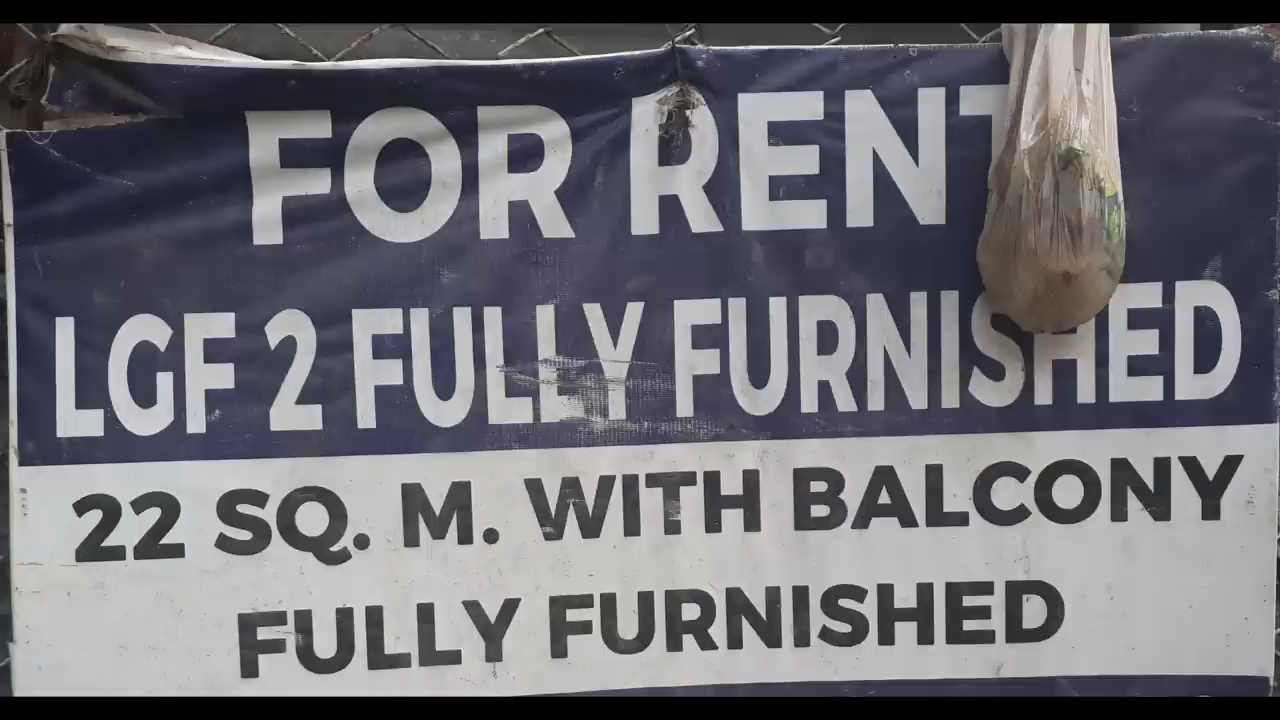 FOR RENT
LGF 2 FULLY FURNISHED
22 SQ. M. WITH BALCONY
FULLY FURNISHED